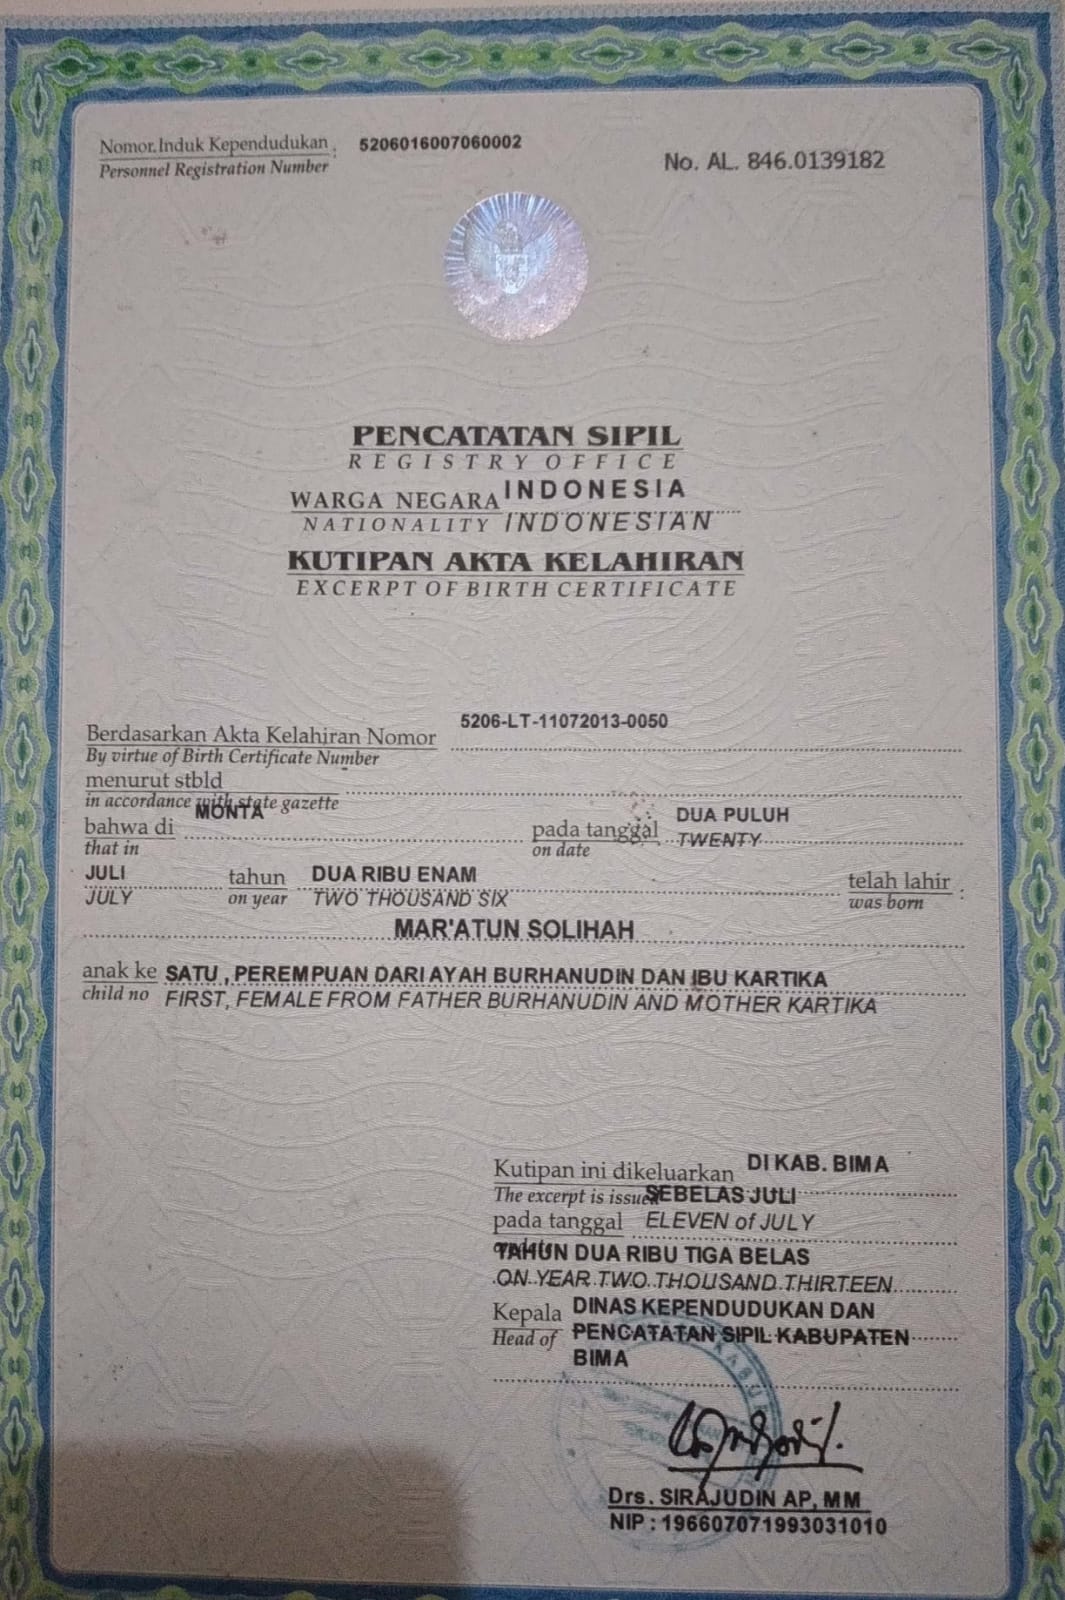 Nomor Induk Kependudukan : 5206016007060002
Personnel Registration Number
No. AL. 846.0139182
PENCATATAN SIPIL
REGISTRY OFFICE
WARGA NEGARA INDONESIA
NATIONALITY INDONESIAN
KUTIPAN AKTA KELAHIRAN
EXCERPT OF BIRTH CERTIFICATE
Berdasarkan Akta Kelahiran Nomor 5206-LT-11072013-0050
By virtue of Birth Certificate Number
menurut stbld
in accordance with state gazette
bahwa di MONTA pada tanggal DUA PULUH
that in on date TWENTY
JULI tahun DUA RIBU ENAM telah lahir :
JULY on year TWO THOUSAND SIX was born
MAR'ATUN SOLIHAH
anak ke SATU , PEREMPUAN DARI AYAH BURHANUDIN DAN IBU KARTIKA
child no FIRST, FEMALE FROM FATHER BURHANUDIN AND MOTHER KARTIKA
Kutipan ini dikeluarkan DI KAB. BIMA
The excerpt is issued SEBELAS JULI
pada tanggal ELEVEN of JULY
TAHUN DUA RIBU TIGA BELAS
ON YEAR TWO THOUSAND THIRTEEN
Kepala DINAS KEPENDUDUKAN DAN
Head of PENCATATAN SIPIL KABUPATEN
BIMA
Drs. SIRAJUDIN AP, MM
NIP : 196607071993031010